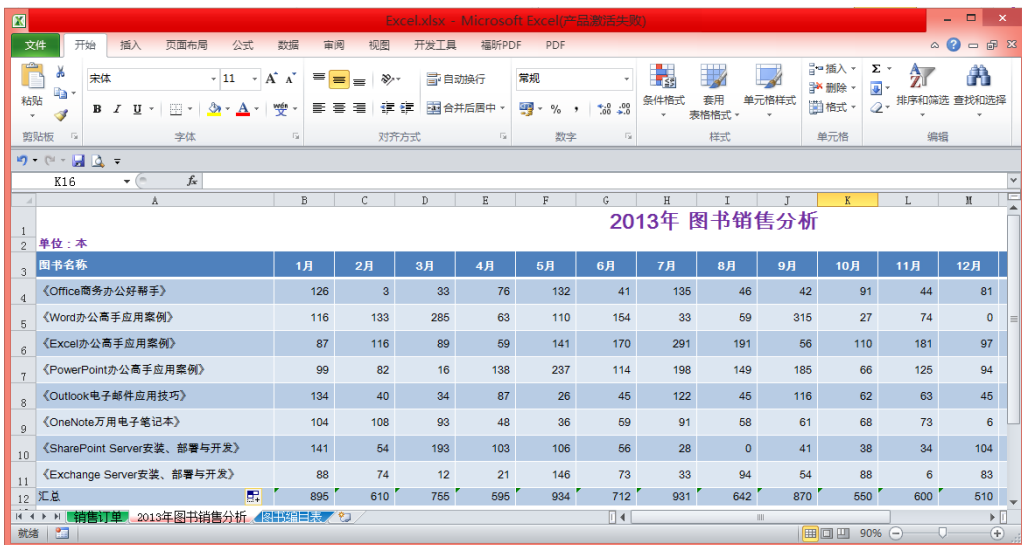 Excel.xlsx - Microsoft Excel(产品激活失败)
文件 开始 插入 页面布局 公式 数据 审阅 视图 开发工具 福昕PDF PDF
宋体 11 A A 自动换行 常规 插入 Σ
粘贴 B I U A 合并后居中 % , 条件格式 套用 表格格式 单元格样式 删除 格式 排序和筛选 查找和选择
剪贴板 字体 对齐方式 数字 样式 单元格 编辑
K16 fx
A B C D E F G H I J K L M
1 2013年 图书销售分析
2 单位：本
3 图书名称 1月 2月 3月 4月 5月 6月 7月 8月 9月 10月 11月 12月
4 《Office商务办公好帮手》 126 3 33 76 132 41 135 46 42 91 44 81
5 《Word办公高手应用案例》 116 133 285 63 110 154 33 59 315 27 74 0
6 《Excel办公高手应用案例》 87 116 89 59 141 170 291 191 56 110 181 97
7 《PowerPoint办公高手应用案例》 99 82 16 138 237 114 198 149 185 66 125 94
8 《Outlook电子邮件应用技巧》 134 40 34 87 26 45 122 45 116 62 63 45
9 《OneNote万用电子笔记本》 104 108 93 48 36 59 91 58 61 68 73 6
10 《SharePoint Server安装、部署与开发》 141 54 193 103 106 56 28 0 41 38 34 104
11 《Exchange Server安装、部署与开发》 88 74 12 21 146 73 33 94 54 88 6 83
12 汇总 895 610 755 595 934 712 931 642 870 550 600 510
销售订单 2013年图书销售分析 图书编目表
就绪 90%